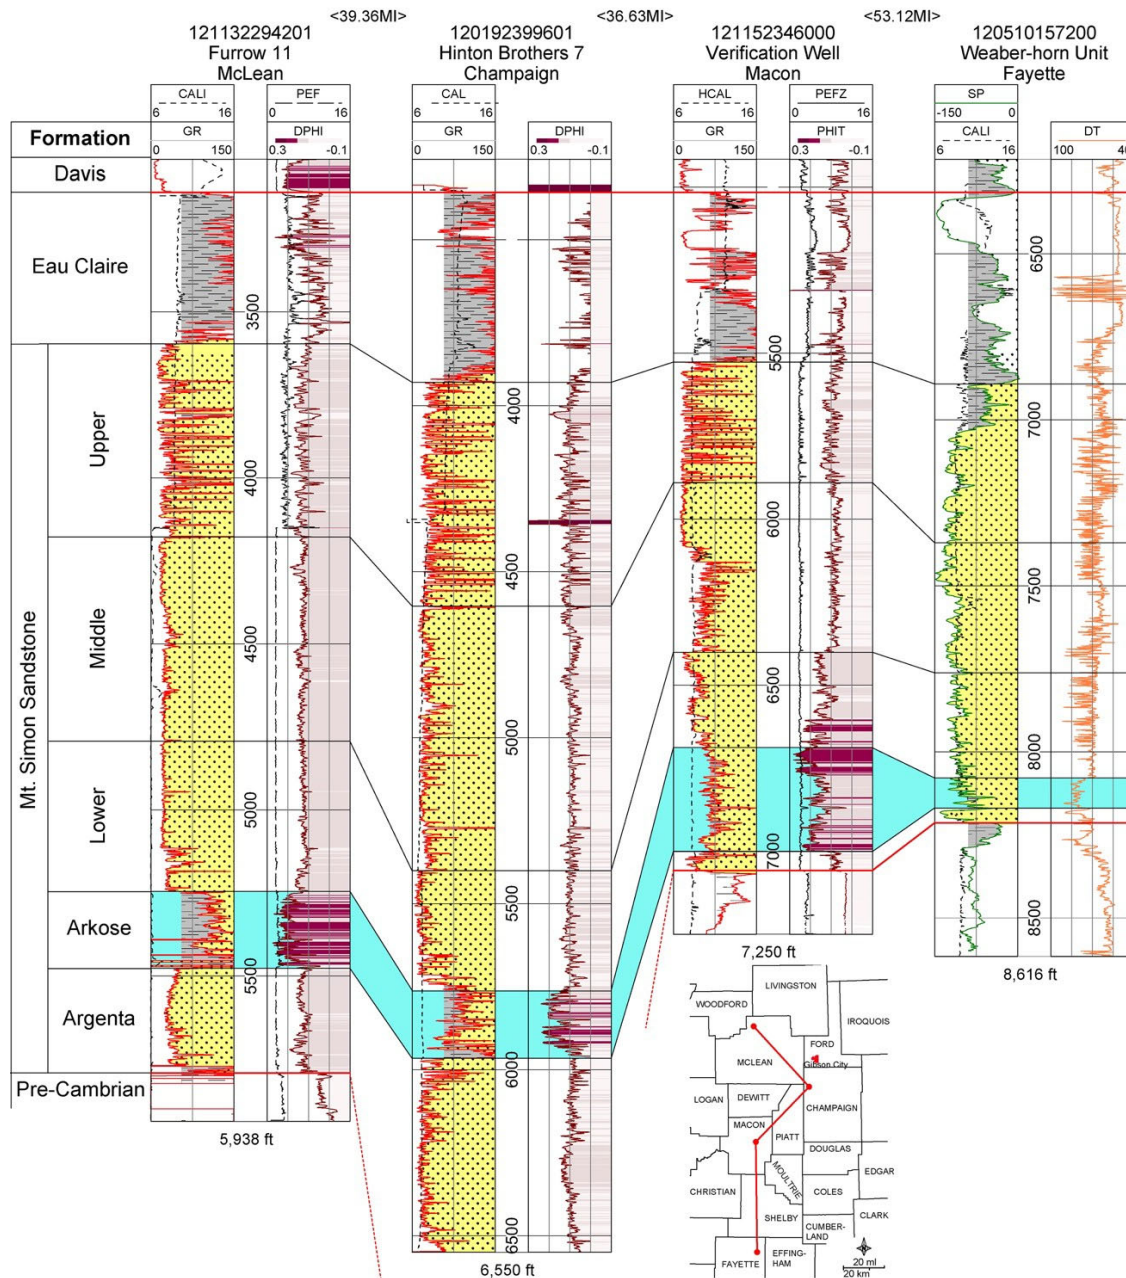 <39.36MI> <36.63MI> <53.12MI>
121132294201 120192399601 121152346000 120510157200
Furrow 11 Hinton Brothers 7 Verification Well Weaber-horn Unit
McLean Champaign Macon Fayette
CALI PEF CAL HCAL PEFZ SP
6 16 0 16 6 16 6 16 0 16 -150 0
Formation GR DPHI GR DPHI GR PHIT CALI DT
0 150 0.3 -0.1 0 150 0.3 -0.1 0 150 0.3 -0.1 6 16 100 40
Davis
Eau Claire
Mt. Simon Sandstone
Upper
Middle
Lower
Arkose
Argenta
Pre-Cambrian
3500
4000
4500
5000
5500
5,938 ft
4000
4500
5000
5500
6000
6500
6,550 ft
5500
6000
6500
7000
7,250 ft
6500
7000
7500
8000
8500
8,616 ft
LIVINGSTON
WOODFORD
IROQUOIS
FORD
MCLEAN
Gibson City
LOGAN
DEWITT
CHAMPAIGN
MACON
PIATT
DOUGLAS
MOULTRIE
EDGAR
CHRISTIAN
COLES
CLARK
SHELBY
CUMBER-
LAND
N
FAYETTE
EFFING-
HAM
20 mi
20 km